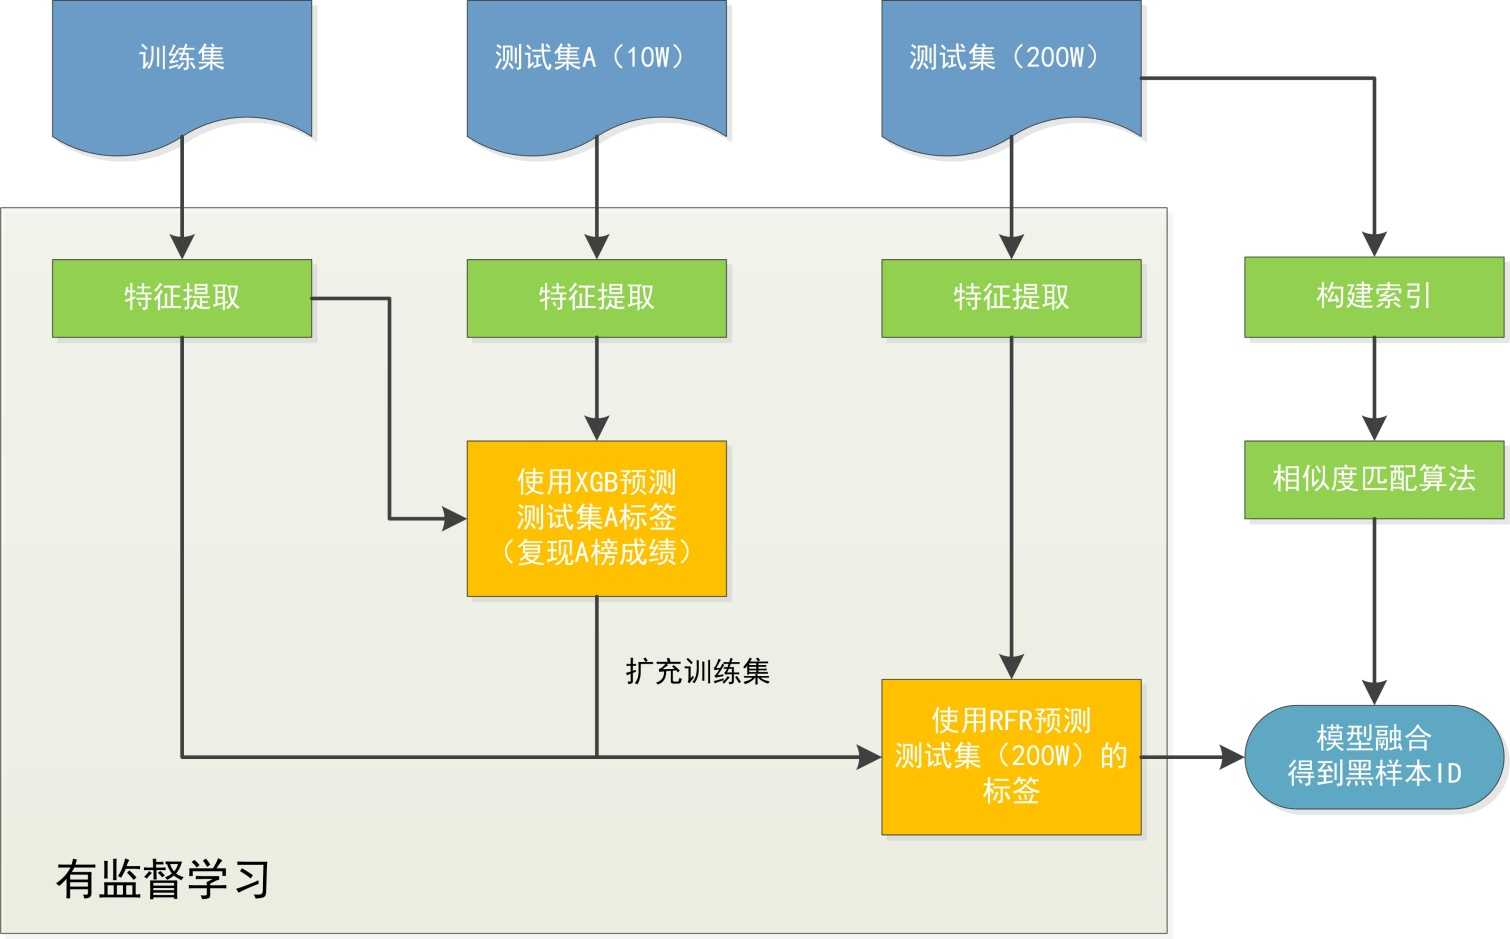 训练集
测试集A（10W）
测试集（200W）
特征提取
特征提取
特征提取
构建索引
使用XGB预测
测试集A标签
（复现A榜成绩）
相似度匹配算法
扩充训练集
使用RFR预测
测试集（200W）的
标签
模型融合
得到黑样本ID
有监督学习